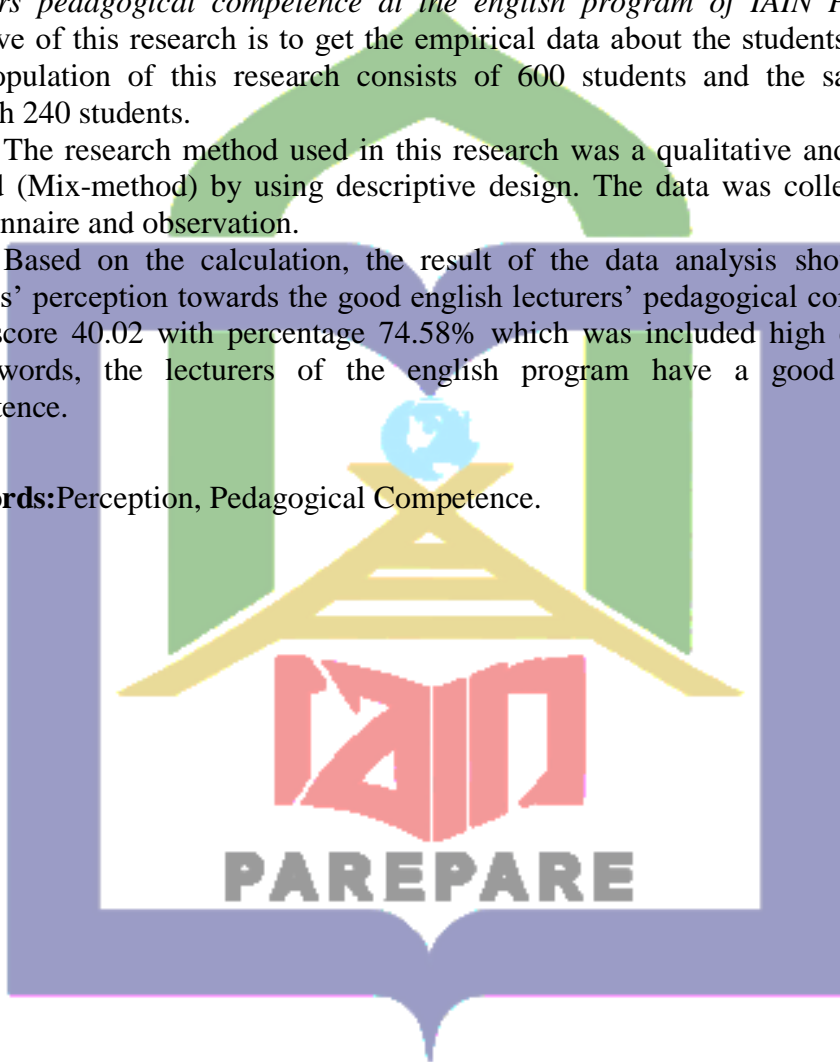 rs pedagogical competence at the english program of IAIN P
ve of this research is to get the empirical data about the students
opulation of this research consists of 600 students and the sa
h 240 students.
The research method used in this research was a qualitative and
d (Mix-method) by using descriptive design. The data was colle
nnaire and observation.
Based on the calculation, the result of the data analysis sho
s’ perception towards the good english lecturers’ pedagogical co
score 40.02 with percentage 74.58% which was included high
words, the lecturers of the english program have a good
tence.
rds:Perception, Pedagogical Competence.
IAIN
PAREPARE